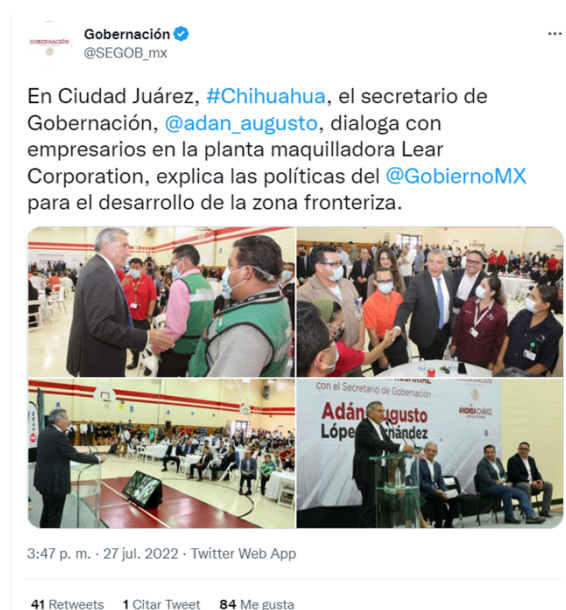 GOBERNACIÓN
Gobernación
@SEGOB_mx
En Ciudad Juárez, #Chihuahua, el secretario de
Gobernación, @adan_augusto, dialoga con
empresarios en la planta maquilladora Lear
Corporation, explica las políticas del @GobiernoMX
para el desarrollo de la zona fronteriza.
con el Secretario de Gobernación
Adán Augusto
ANDREA CHÁVEZ
3:47 p. m. · 27 jul. 2022 · Twitter Web App
41 Retweets 1 Citar Tweet 84 Me gusta